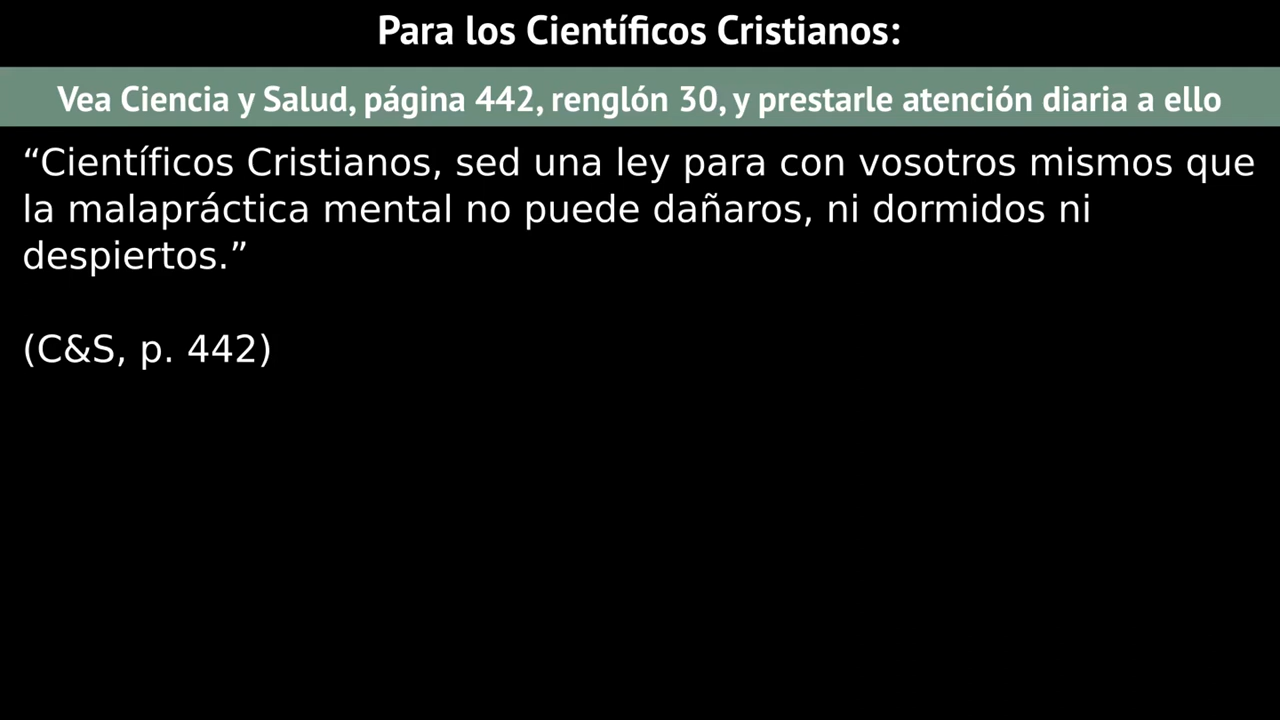 Para los Científicos Cristianos:
Vea Ciencia y Salud, página 442, renglón 30, y prestarle atención diaria a ello
“Científicos Cristianos, sed una ley para con vosotros mismos que
la malapráctica mental no puede dañaros, ni dormidos ni
despiertos.”
(C&S, p. 442)